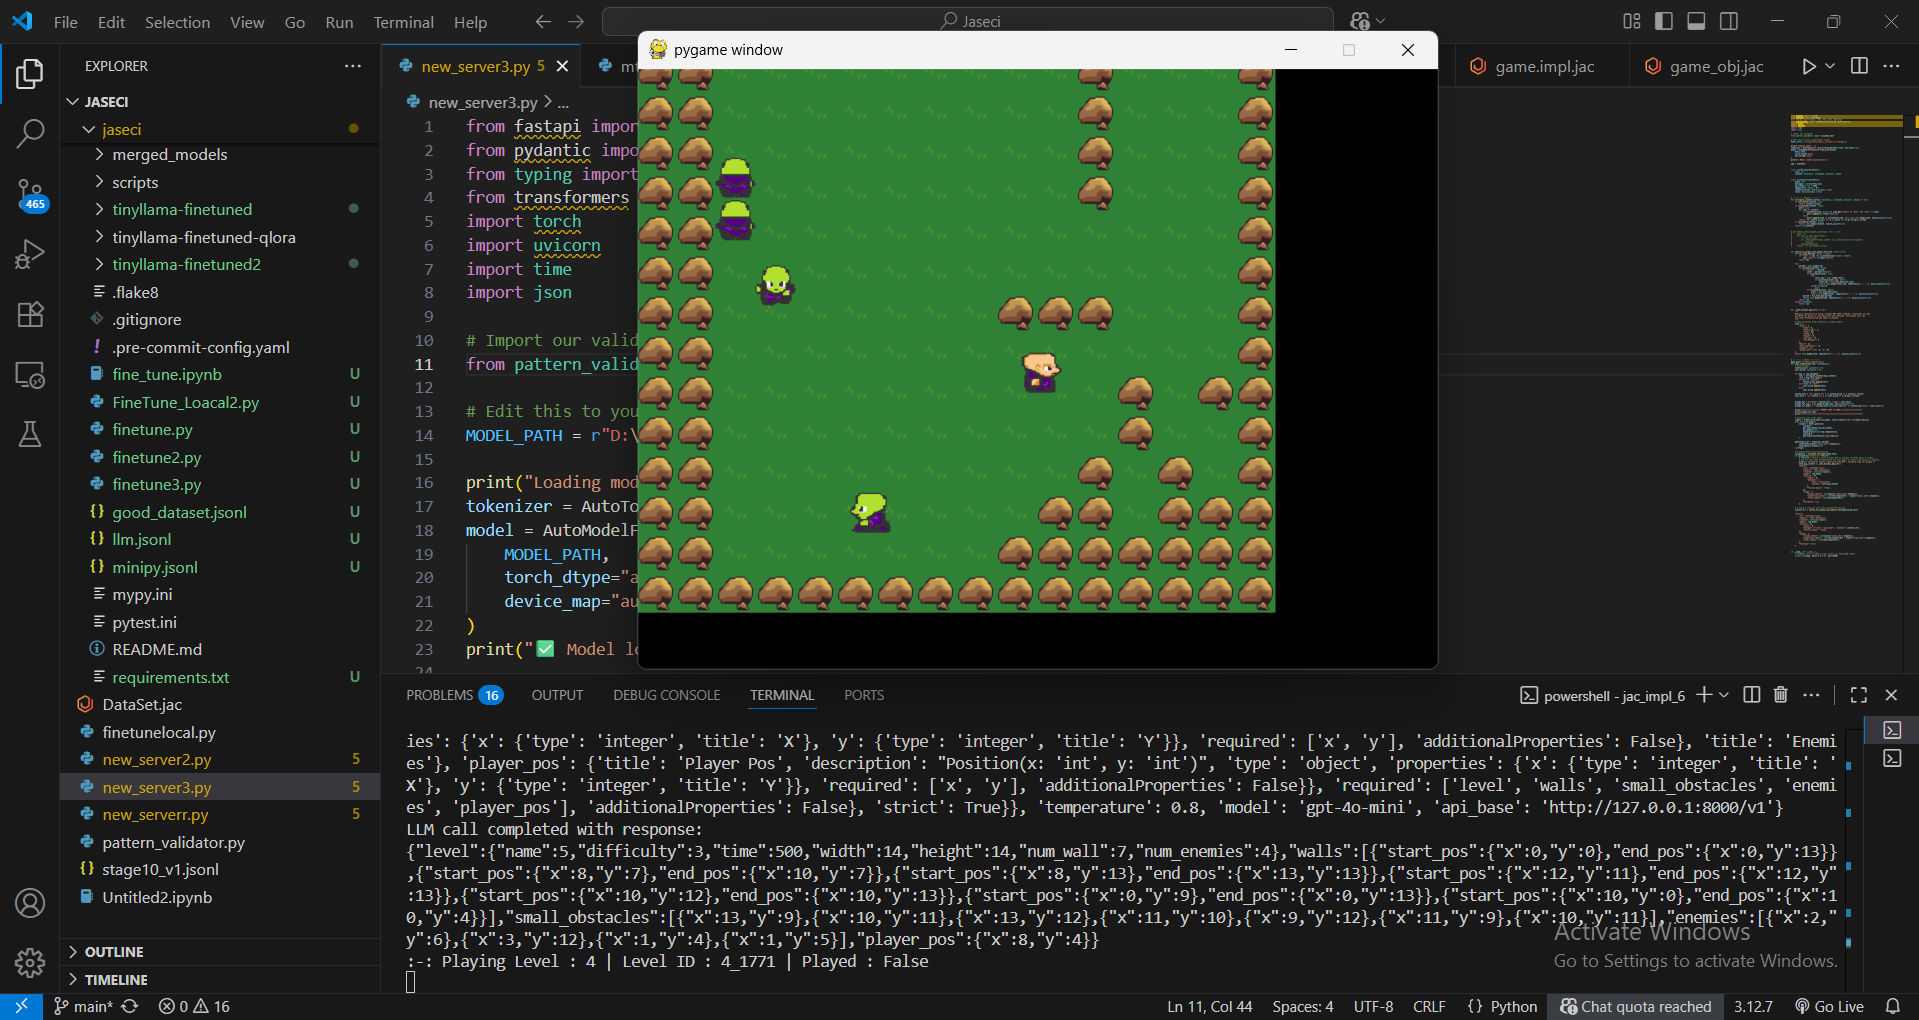 File Edit Selection View Go Run Terminal Help
Jaseci
EXPLORER
JASECI
jaseci
merged_models
scripts
tinyllama-finetuned
tinyllama-finetuned-qlora
tinyllama-finetuned2
.flake8
.gitignore
.pre-commit-config.yaml
fine_tune.ipynb U
FineTune_Loacal2.py U
finetune.py U
finetune2.py U
finetune3.py U
good_dataset.jsonl U
llm.jsonl U
minipy.jsonl U
mypy.ini
pytest.ini
README.md
requirements.txt U
DataSet.jac
finetunelocal.py
new_server2.py 5
new_server3.py 5
new_serverr.py 5
pattern_validator.py
stage10_v1.jsonl
Untitled2.ipynb
OUTLINE
TIMELINE
465
new_server3.py 5
game.impl.jac
game_obj.jac
new_server3.py > ...
pygame window
1 from fastapi impor
2 from pydantic impo
3 from typing import
4 from transformers
5 import torch
6 import uvicorn
7 import time
8 import json
9
10 # Import our valid
11 from pattern_valid
12
13 # Edit this to you
14 MODEL_PATH = r"D:\
15
16 print("Loading mod
17 tokenizer = AutoTo
18 model = AutoModelF
19 MODEL_PATH,
20 torch_dtype="a
21 device_map="au
22 )
23 print("✅ Model lo
24
PROBLEMS 16 OUTPUT DEBUG CONSOLE TERMINAL PORTS
powershell - jac_impl_6
ies': {'x': {'type': 'integer', 'title': 'X'}, 'y': {'type': 'integer', 'title': 'Y'}}, 'required': ['x', 'y'], 'additionalProperties': False}, 'title': 'Enemi
es'}, 'player_pos': {'title': 'Player Pos', 'description': "Position(x: 'int', y: 'int')", 'type': 'object', 'properties': {'x': {'type': 'integer', 'title': '
X'}, 'y': {'type': 'integer', 'title': 'Y'}}, 'required': ['x', 'y'], 'additionalProperties': False}}, 'required': ['level', 'walls', 'small_obstacles', 'enemi
es', 'player_pos'], 'additionalProperties': False}, 'strict': True}}, 'temperature': 0.8, 'model': 'gpt-4o-mini', 'api_base': 'http://127.0.0.1:8000/v1'}
LLM call completed with response:
{"level":{"name":5,"difficulty":3,"time":500,"width":14,"height":14,"num_wall":7,"num_enemies":4},"walls":[{"start_pos":{"x":0,"y":0},"end_pos":{"x":0,"y":13}}
,{"start_pos":{"x":8,"y":7},"end_pos":{"x":10,"y":7}},{"start_pos":{"x":8,"y":13},"end_pos":{"x":13,"y":13}},{"start_pos":{"x":12,"y":11},"end_pos":{"x":12,"y"
:13}},{"start_pos":{"x":10,"y":12},"end_pos":{"x":10,"y":13}},{"start_pos":{"x":0,"y":9},"end_pos":{"x":0,"y":13}},{"start_pos":{"x":10,"y":0},"end_pos":{"x":1
0,"y":4}}],"small_obstacles":[{"x":13,"y":9},{"x":10,"y":11},{"x":13,"y":12},{"x":11,"y":10},{"x":9,"y":12},{"x":11,"y":9},{"x":10,"y":11}],"enemies":[{"x":2,"
y":6},{"x":3,"y":12},{"x":1,"y":4},{"x":1,"y":5}],"player_pos":{"x":8,"y":4}}
:-: Playing Level : 4 | Level ID : 4_1771 | Played : False
Activate Windows
Go to Settings to activate Windows.
main* 0 16
Ln 11, Col 44 Spaces: 4 UTF-8 CRLF Python Chat quota reached 3.12.7 Go Live